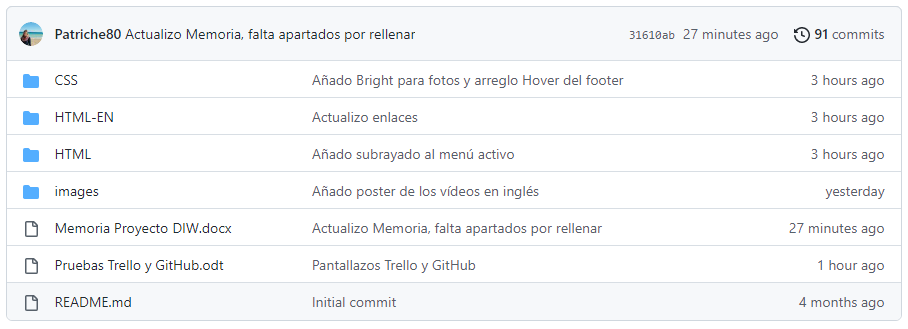 Patriche80 Actualizo Memoria, falta apartados por rellenar 31610ab 27 minutes ago 91 commits
CSS Añado Bright para fotos y arreglo Hover del footer 3 hours ago
HTML-EN Actualizo enlaces 3 hours ago
HTML Añado subrayado al menú activo 3 hours ago
images Añado poster de los vídeos en inglés yesterday
Memoria Proyecto DIW.docx Actualizo Memoria, falta apartados por rellenar 27 minutes ago
Pruebas Trello y GitHub.odt Pantallazos Trello y GitHub 1 hour ago
README.md Initial commit 4 months ago